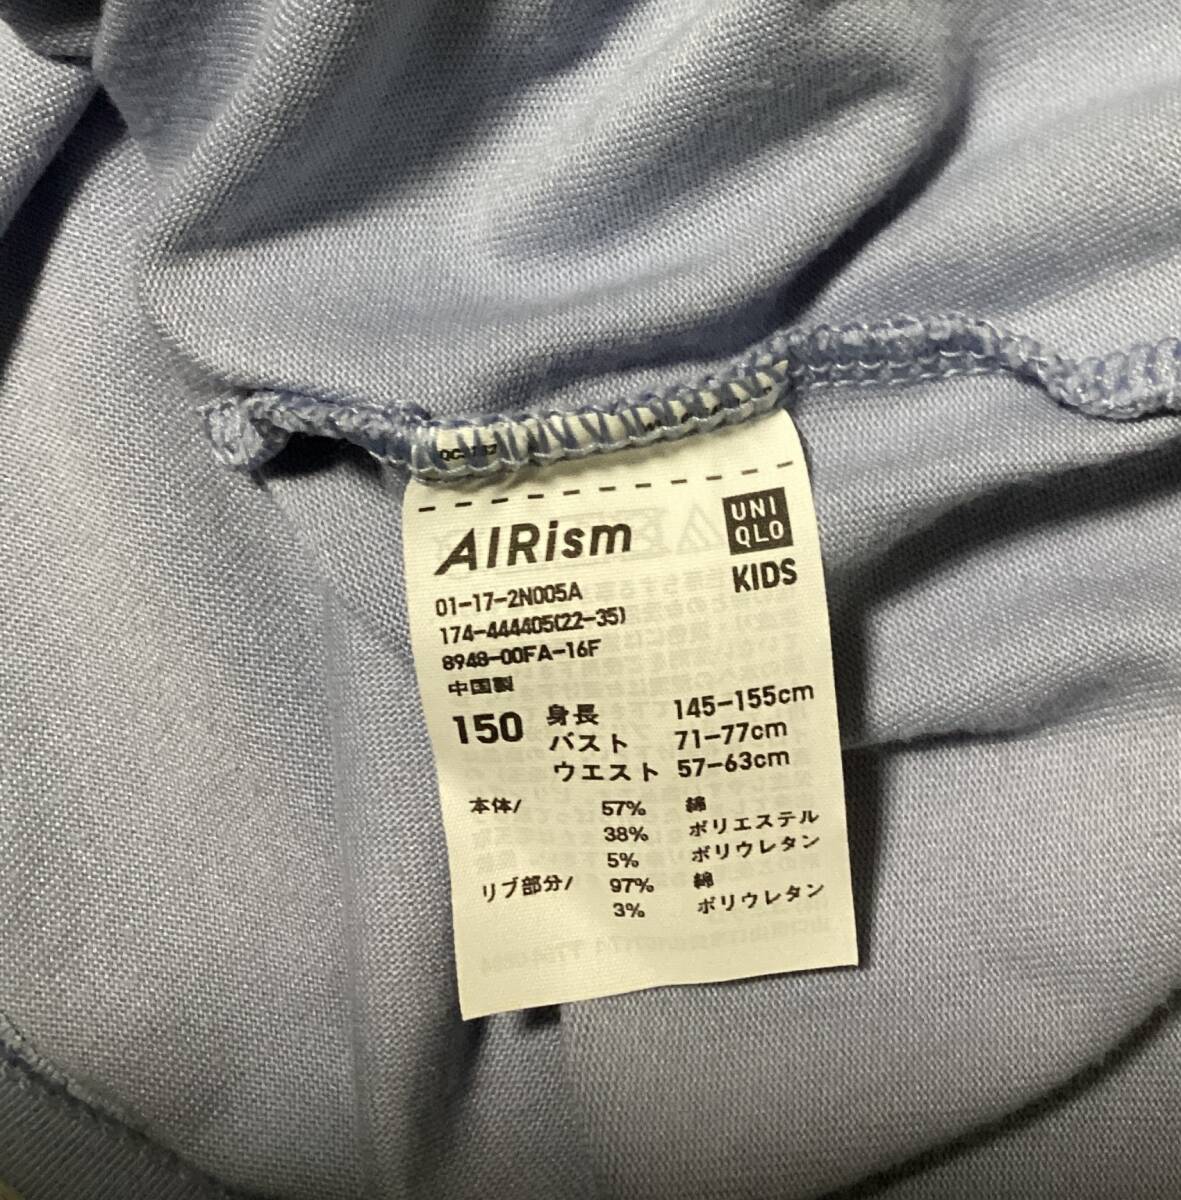 AIRism
UNI
QLO
KIDS
01-17-2N005A
174-444405(22-35)
8948-00FA-16F
中国製
150 身長 145-155cm
バスト 71-77cm
ウエスト 57-63cm
本体/ 57% 綿
38% ポリエステル
5% ポリウレタン
リブ部分/ 97% 綿
3% ポリウレタン